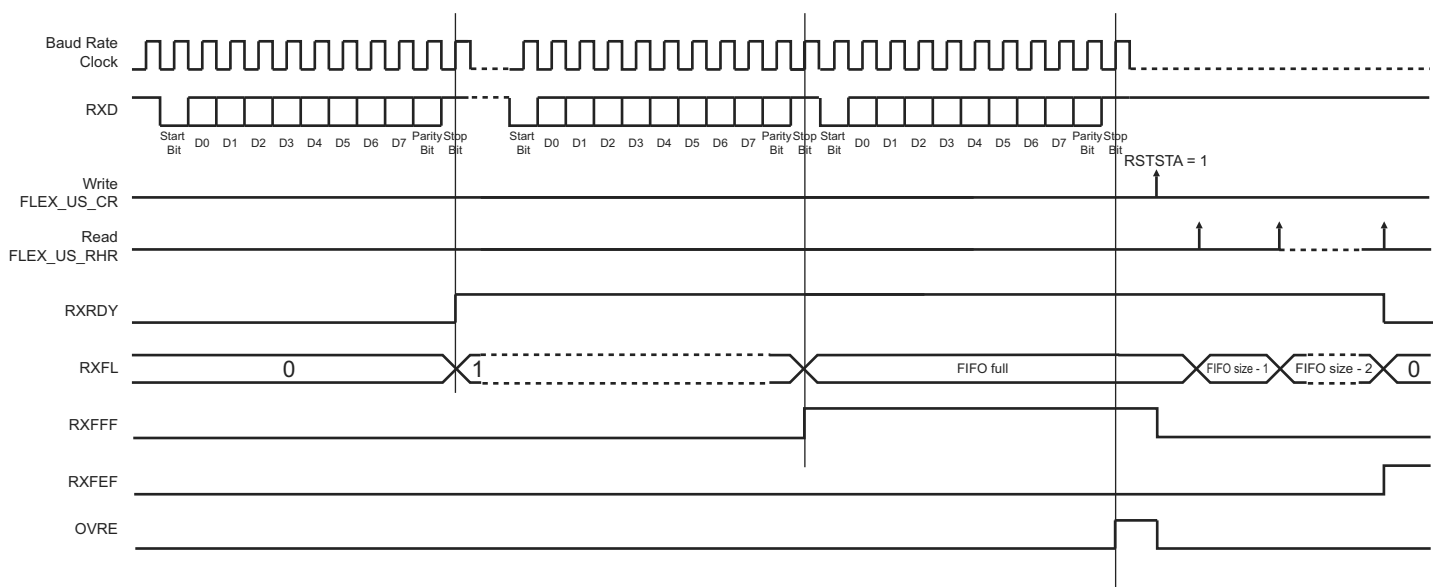 Baud Rate
Clock
RXD
Start
Bit
D0
D1
D2
D3
D4
D5
D6
D7
Parity
Bit
Stop
Bit
Start
Bit
D0
D1
D2
D3
D4
D5
D6
D7
Parity
Bit
Stop
Bit
Start
Bit
D0
D1
D2
D3
D4
D5
D6
D7
Parity
Bit
Stop
Bit
RSTSTA = 1
Write
FLEX_US_CR
Read
FLEX_US_RHR
RXRDY
RXFL
0
1
FIFO full
FIFO size - 1
FIFO size - 2
0
RXFFF
RXFEF
OVRE